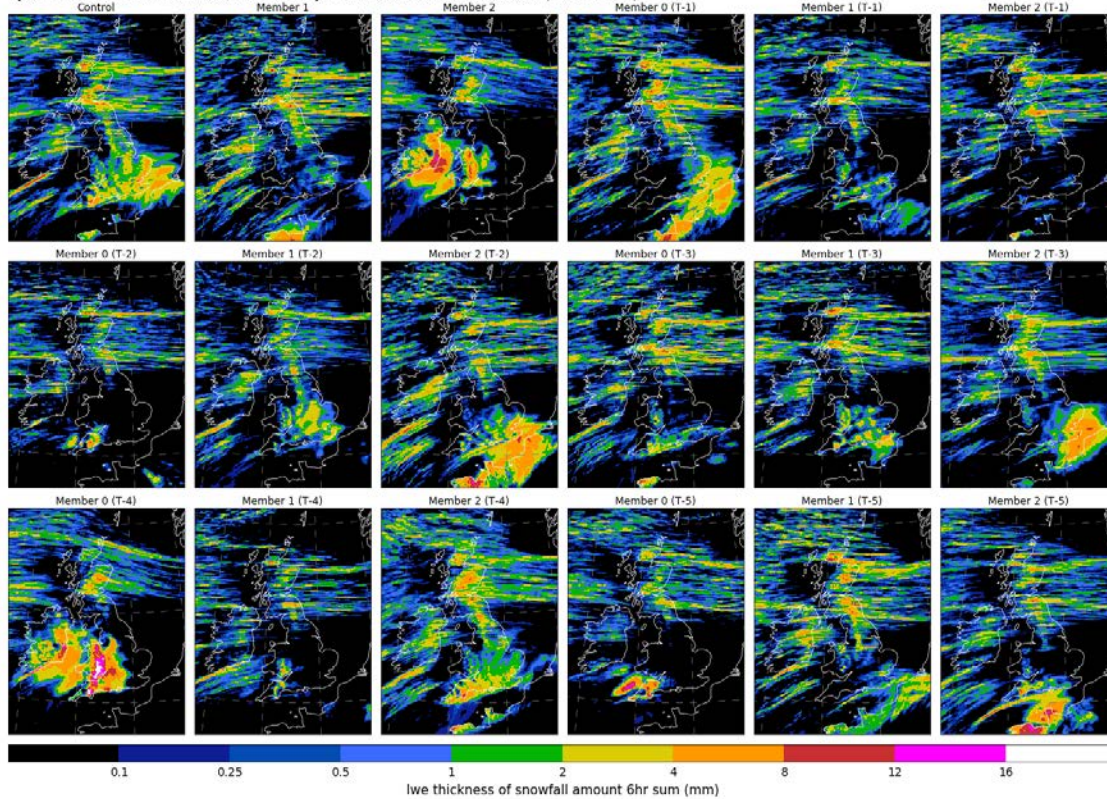 Control Member 1 Member 2 Member 0 (T-1) Member 1 (T-1) Member 2 (T-1)
Member 0 (T-2) Member 1 (T-2) Member 2 (T-2) Member 0 (T-3) Member 1 (T-3) Member 2 (T-3)
Member 0 (T-4) Member 1 (T-4) Member 2 (T-4) Member 0 (T-5) Member 1 (T-5) Member 2 (T-5)
0.1 0.25 0.5 1 2 4 8 12 16
lwe thickness of snowfall amount 6hr sum (mm)